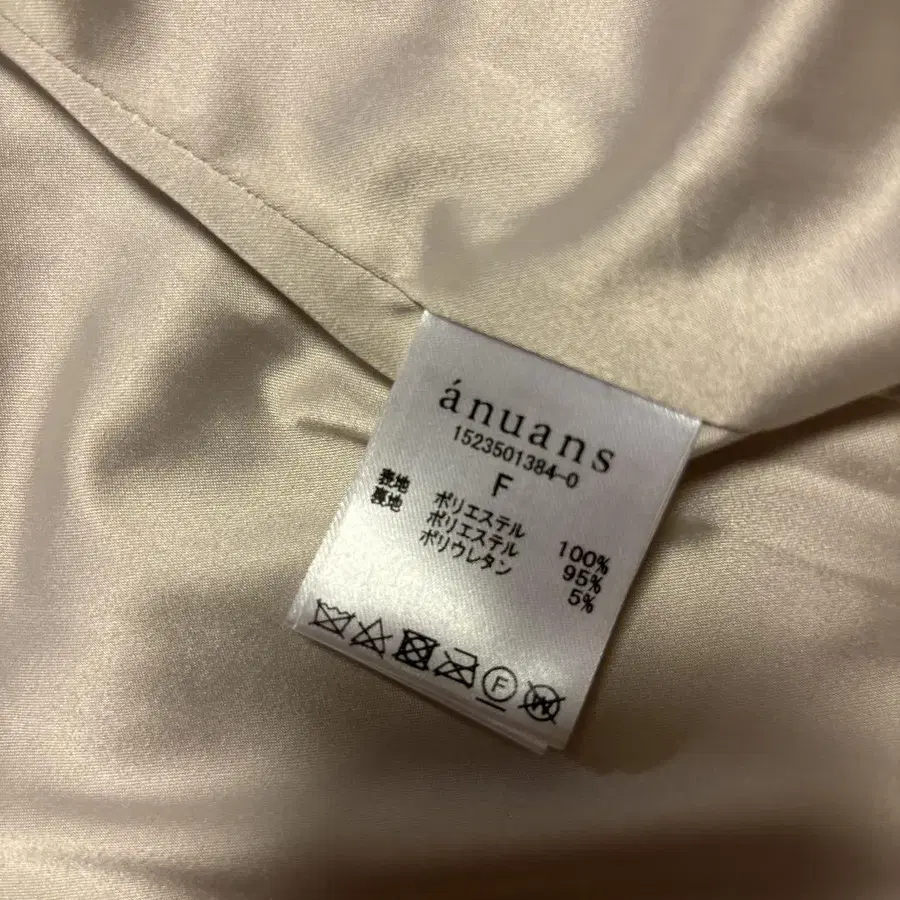 ánuans
1523501384-0
F
表地 ポリエステル 100%
裏地 ポリエステル 95%
ポリウレタン 5%
F
W